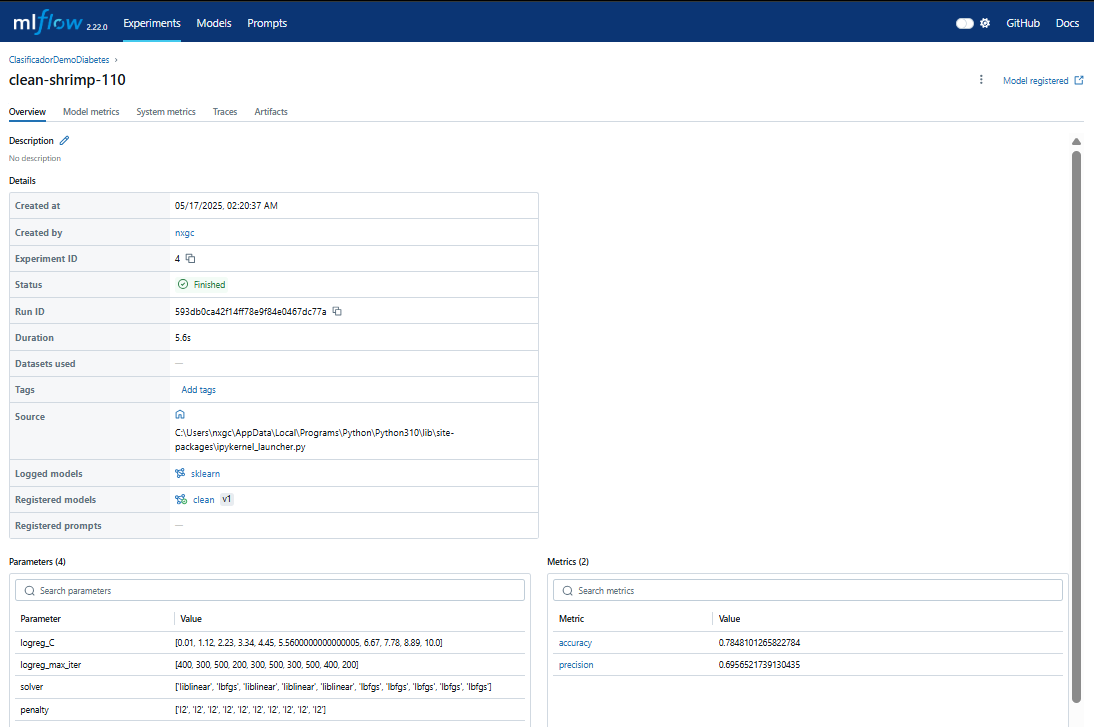 mlflow 2.22.0 Experiments Models Prompts GitHub Docs
ClasificadorDemoDiabetes ›
clean-shrimp-110
Model registered
Overview Model metrics System metrics Traces Artifacts
Description
No description
Details
Created at 05/17/2025, 02:20:37 AM
Created by nxgc
Experiment ID 4
Status Finished
Run ID 593db0ca42f14ff78e9f84e0467dc77a
Duration 5.6s
Datasets used —
Tags Add tags
Source
C:\Users\nxgc\AppData\Local\Programs\Python\Python310\lib\site-
packages\ipykernel_launcher.py
Logged models sklearn
Registered models clean v1
Registered prompts —
Parameters (4)
Search parameters
Parameter Value
logreg_C [0.01, 1.12, 2.23, 3.34, 4.45, 5.5600000000000005, 6.67, 7.78, 8.89, 10.0]
logreg_max_iter [400, 300, 500, 200, 300, 500, 300, 500, 400, 200]
solver ['liblinear', 'lbfgs', 'liblinear', 'liblinear', 'liblinear', 'lbfgs', 'lbfgs', 'lbfgs', 'lbfgs', 'lbfgs']
penalty ['l2', 'l2', 'l2', 'l2', 'l2', 'l2', 'l2', 'l2', 'l2', 'l2']
Metrics (2)
Search metrics
Metric Value
accuracy 0.7848101265822784
precision 0.6956521739130435